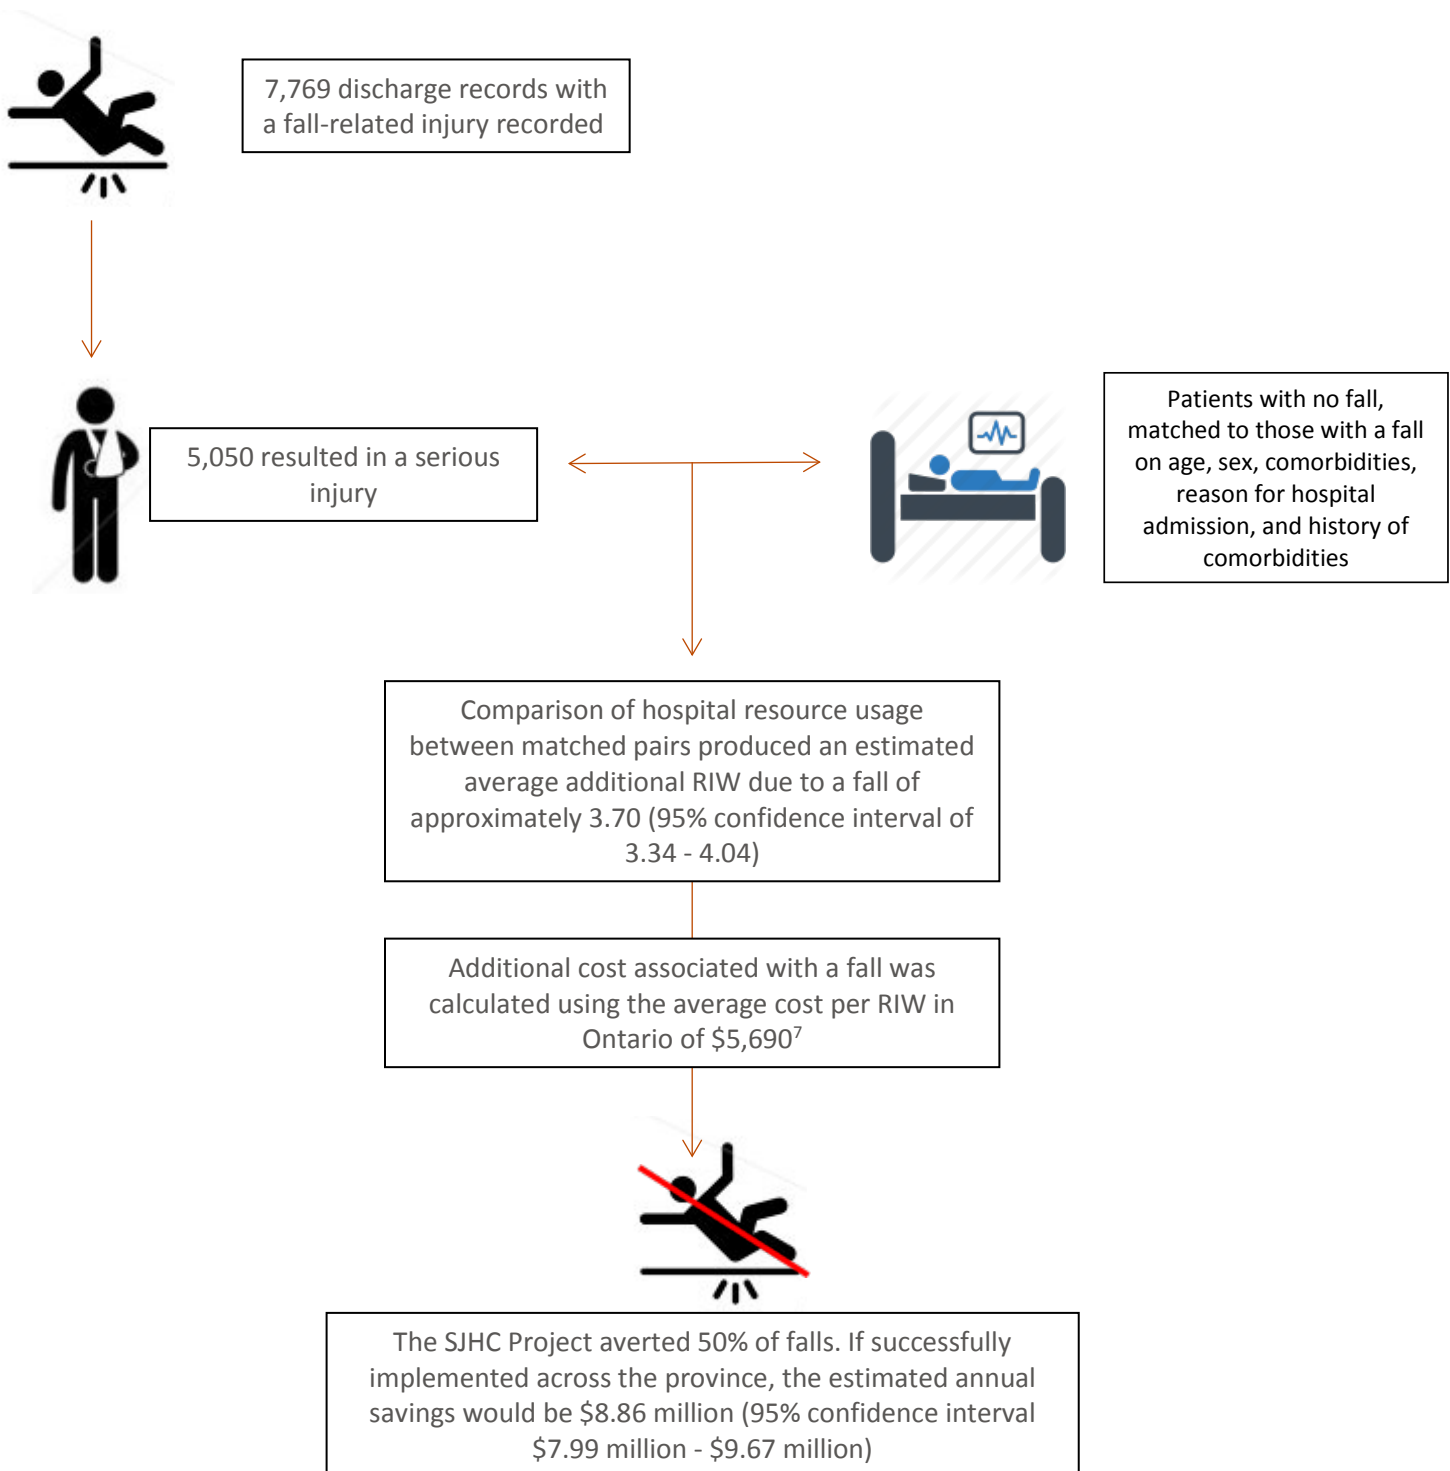 7,769 discharge records with
a fall-related injury recorded
5,050 resulted in a serious
injury
Patients with no fall,
matched to those with a fall
on age, sex, comorbidities,
reason for hospital
admission, and history of
comorbidities
Comparison of hospital resource usage
between matched pairs produced an estimated
average additional RIW due to a fall of
approximately 3.70 (95% confidence interval of
3.34 - 4.04)
Additional cost associated with a fall was
calculated using the average cost per RIW in
Ontario of $5,690⁷
The SJHC Project averted 50% of falls. If successfully
implemented across the province, the estimated annual
savings would be $8.86 million (95% confidence interval
$7.99 million - $9.67 million)